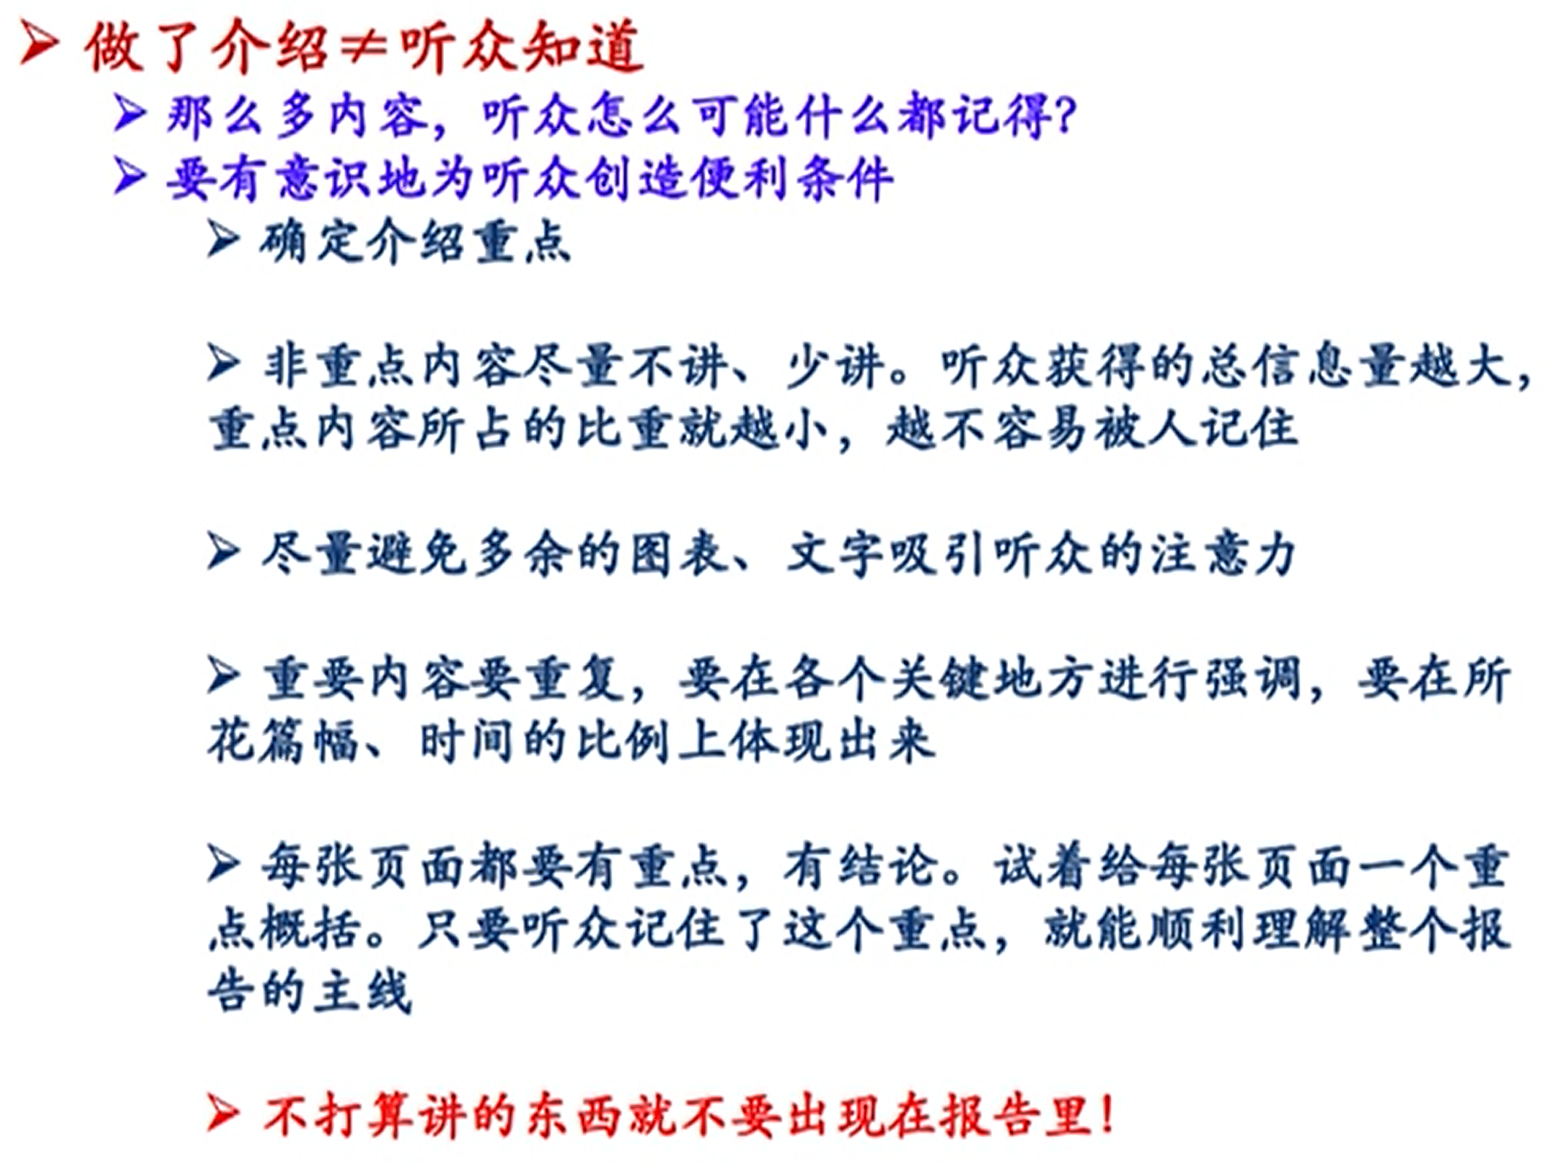 ➢ 做了介绍≠听众知道
➢ 那么多内容，听众怎么可能什么都记得？
➢ 要有意识地为听众创造便利条件
➢ 确定介绍重点
➢ 非重点内容尽量不讲、少讲。听众获得的总信息量越大，
重点内容所占的比重就越小，越不容易被人记住
➢ 尽量避免多余的图表、文字吸引听众的注意力
➢ 重要内容要重复，要在各个关键地方进行强调，要在所
花篇幅、时间的比例上体现出来
➢ 每张页面都要有重点，有结论。试着给每张页面一个重
点概括。只要听众记住了这个重点，就能顺利理解整个报
告的主线
➢ 不打算讲的东西就不要出现在报告里！